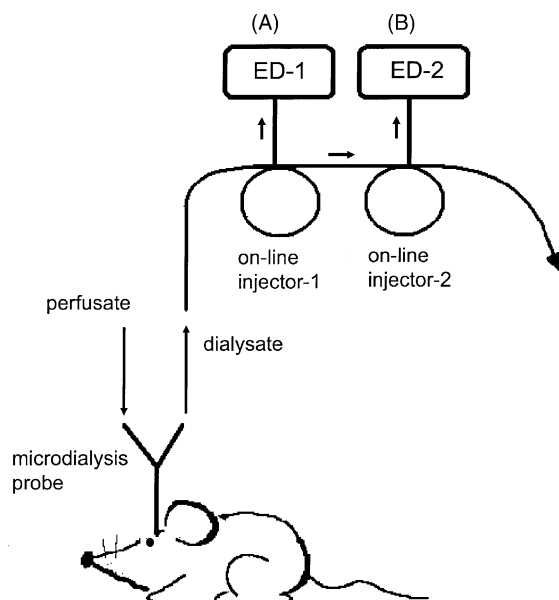 (A) (B)
ED-1 ED-2
on-line
injector-1
on-line
injector-2
perfusate
dialysate
microdialysis
probe